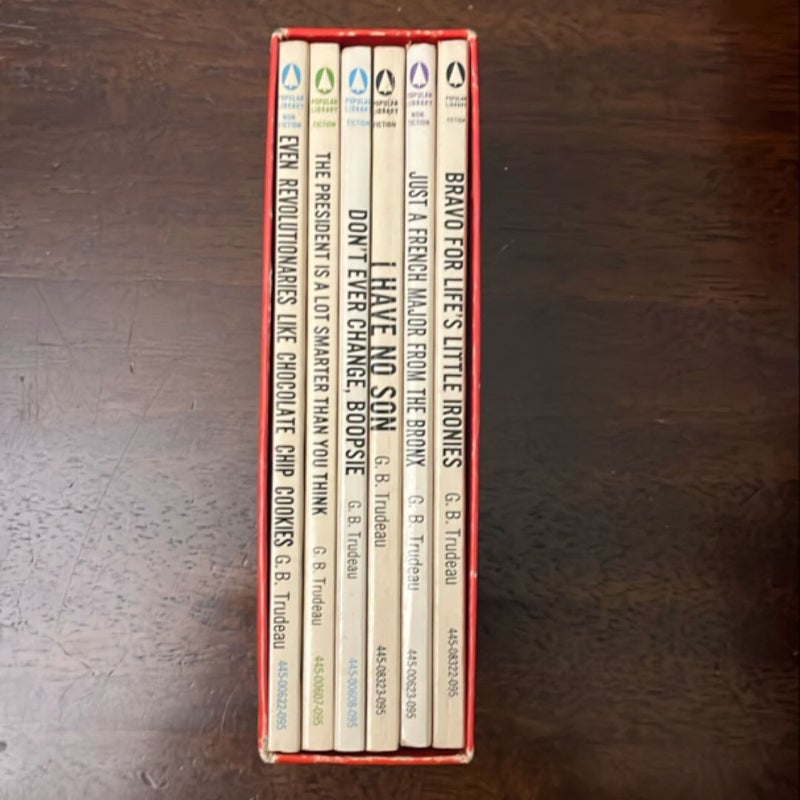 POPULAR
LIBRARY
NON-
FICTION
EVEN REVOLUTIONARIES LIKE CHOCOLATE CHIP COOKIES G. B. Trudeau 445-00622-095
POPULAR
LIBRARY
FICTION
THE PRESIDENT IS A LOT SMARTER THAN YOU THINK G. B. Trudeau 445-00607-095
POPULAR
LIBRARY
FICTION
DON'T EVER CHANGE, BOOPSIE G. B. Trudeau 445-00608-095
POPULAR
LIBRARY
FICTION
I HAVE NO SON G. B. Trudeau 445-08323-095
POPULAR
LIBRARY
NON-
FICTION
JUST A FRENCH MAJOR FROM THE BRONX G. B. Trudeau 445-00623-095
POPULAR
LIBRARY
FICTION
BRAVO FOR LIFE'S LITTLE IRONIES G. B. Trudeau 445-08322-095